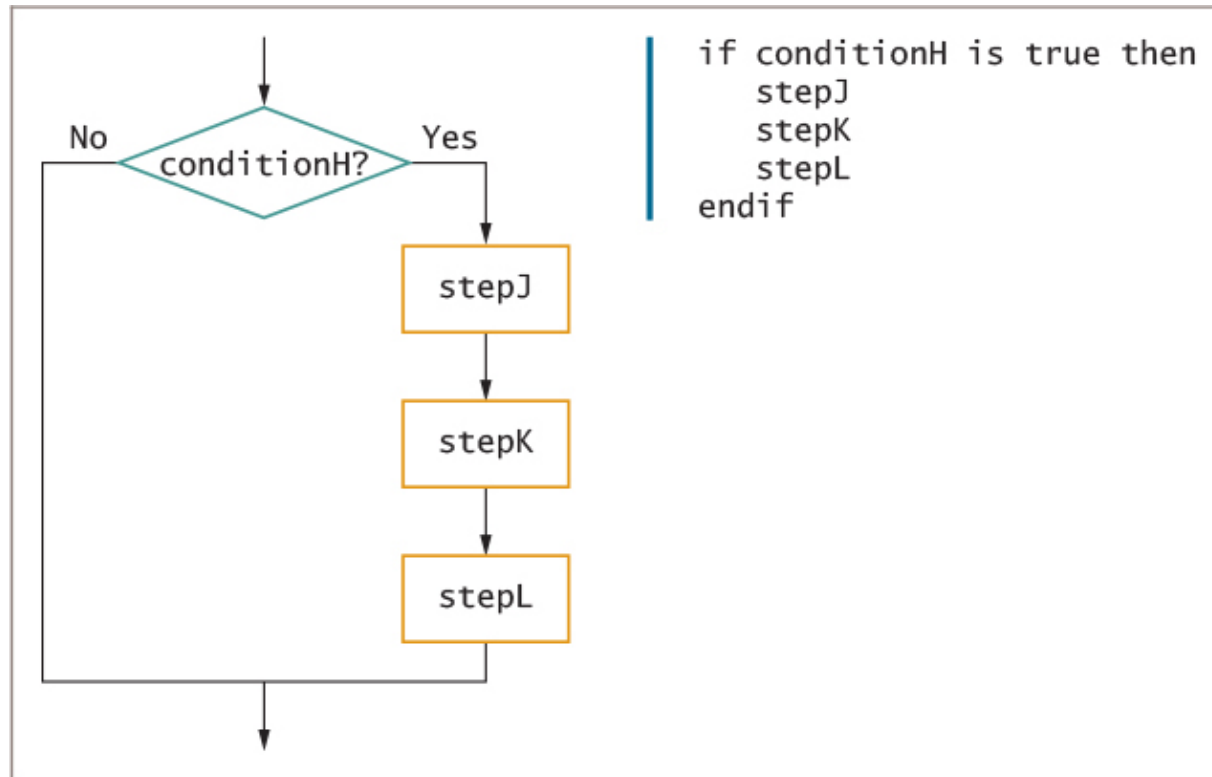 No
Yes
conditionH?
stepJ
stepK
stepL
if conditionH is true then
   stepJ
   stepK
   stepL
endif